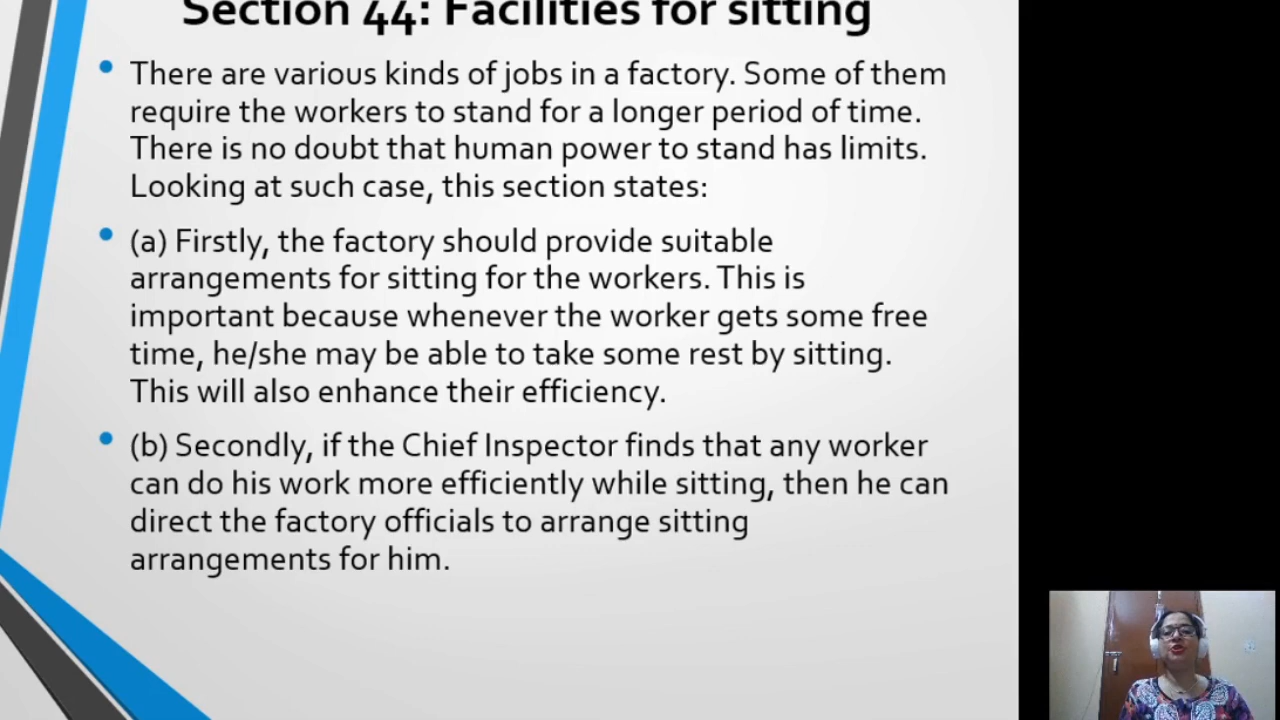 Section 44: Facilities for sitting
There are various kinds of jobs in a factory. Some of them
require the workers to stand for a longer period of time.
There is no doubt that human power to stand has limits.
Looking at such case, this section states:
(a) Firstly, the factory should provide suitable
arrangements for sitting for the workers. This is
important because whenever the worker gets some free
time, he/she may be able to take some rest by sitting.
This will also enhance their efficiency.
(b) Secondly, if the Chief Inspector finds that any worker
can do his work more efficiently while sitting, then he can
direct the factory officials to arrange sitting
arrangements for him.